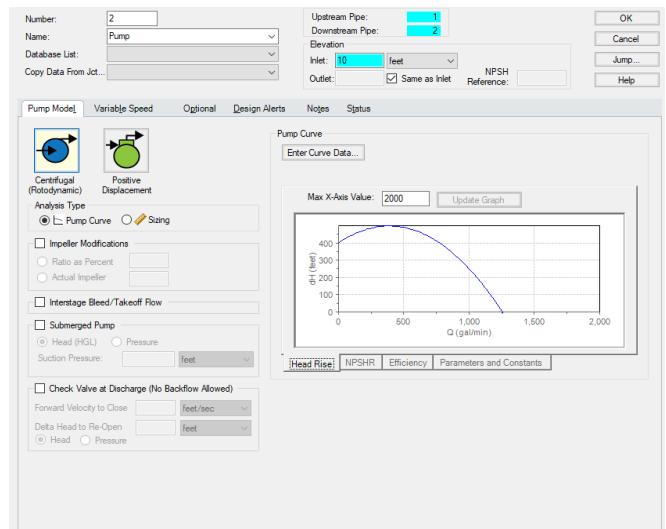 Number: 2
Name: Pump
Database List:
Copy Data From Jct...
Upstream Pipe: 1
Downstream Pipe: 2
Elevation
Inlet: 10 feet
Outlet: Same as Inlet NPSH Reference:
OK
Cancel
Jump...
Help
Pump Model Variable Speed Optional Design Alerts Notes Status
Centrifugal (Rotodynamic)
Positive Displacement
Analysis Type
Pump Curve Sizing
Impeller Modifications
Ratio as Percent
Actual Impeller
Interstage Bleed/Takeoff Flow
Submerged Pump
Head (HGL) Pressure
Suction Pressure: feet
Check Valve at Discharge (No Backflow Allowed)
Forward Velocity to Close feet/sec
Delta Head to Re-Open feet
Head Pressure
Pump Curve
Enter Curve Data...
Max X-Axis Value: 2000 Update Graph
dH (feet)
400
300
200
100
0
0 500 1,000 1,500 2,000
Q (gal/min)
Head Rise NPSHR Efficiency Parameters and Constants